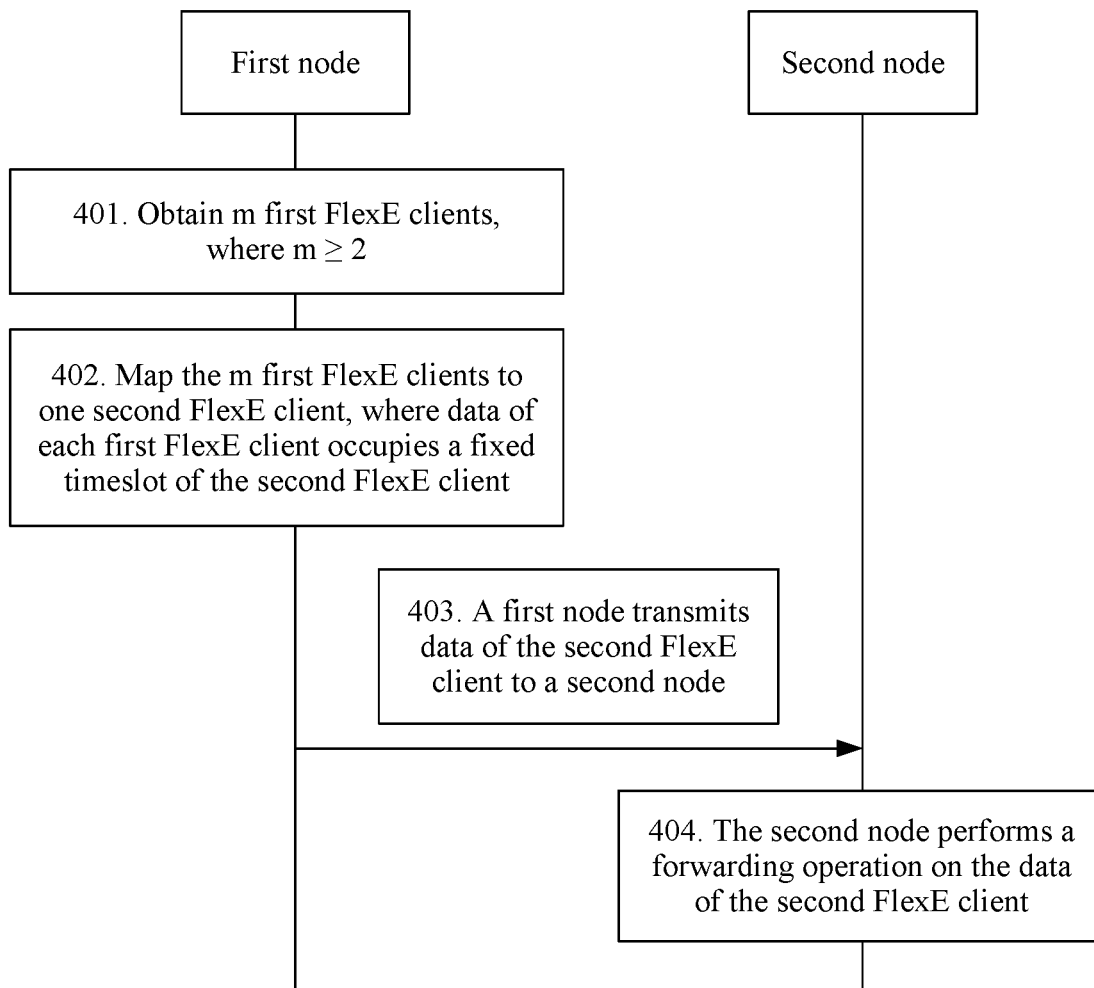 First node
Second node
401. Obtain m first FlexE clients,
where m ≥ 2
402. Map the m first FlexE clients to
one second FlexE client, where data of
each first FlexE client occupies a fixed
timeslot of the second FlexE client
403. A first node transmits
data of the second FlexE
client to a second node
404. The second node performs a
forwarding operation on the data
of the second FlexE client